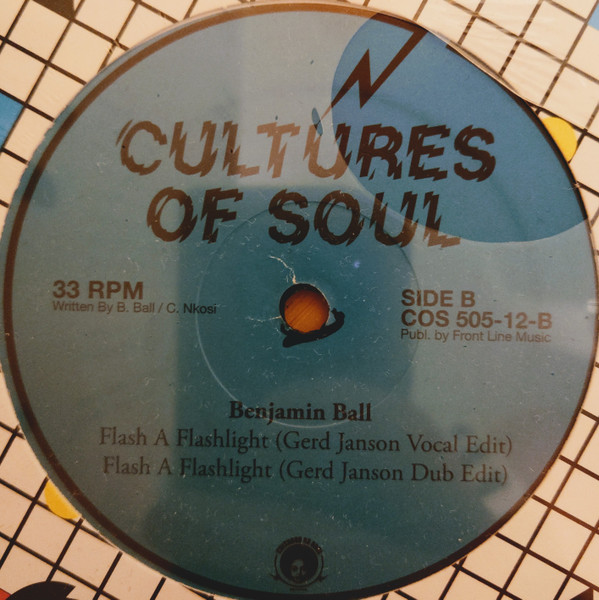 CULTURES
OF SOUL
33 RPM
Written By B. Ball / C. Nkosi
SIDE B
COS 505-12-B
Publ. by Front Line Music
Benjamin Ball
Flash A Flashlight (Gerd Janson Vocal Edit)
Flash A Flashlight (Gerd Janson Dub Edit)